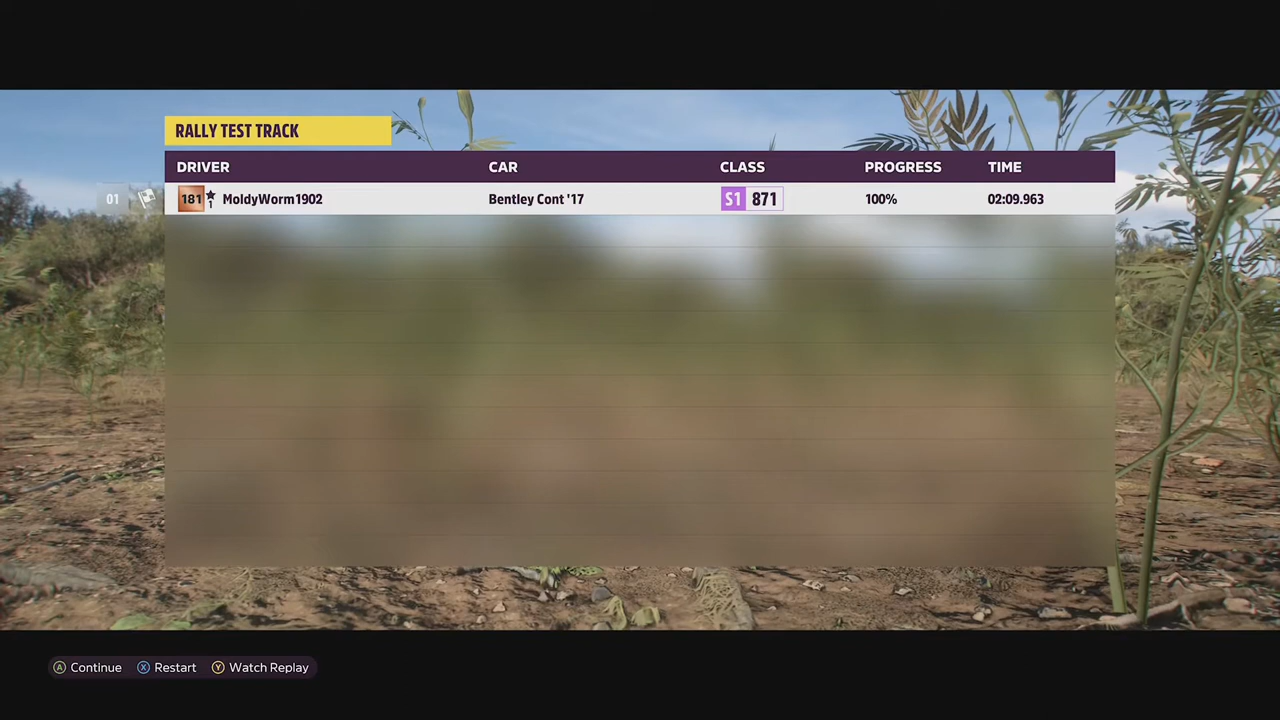 RALLY TEST TRACK
DRIVER CAR CLASS PROGRESS TIME
01 181 1 MoldyWorm1902 Bentley Cont '17 S1 871 100% 02:09.963
A Continue X Restart Y Watch Replay